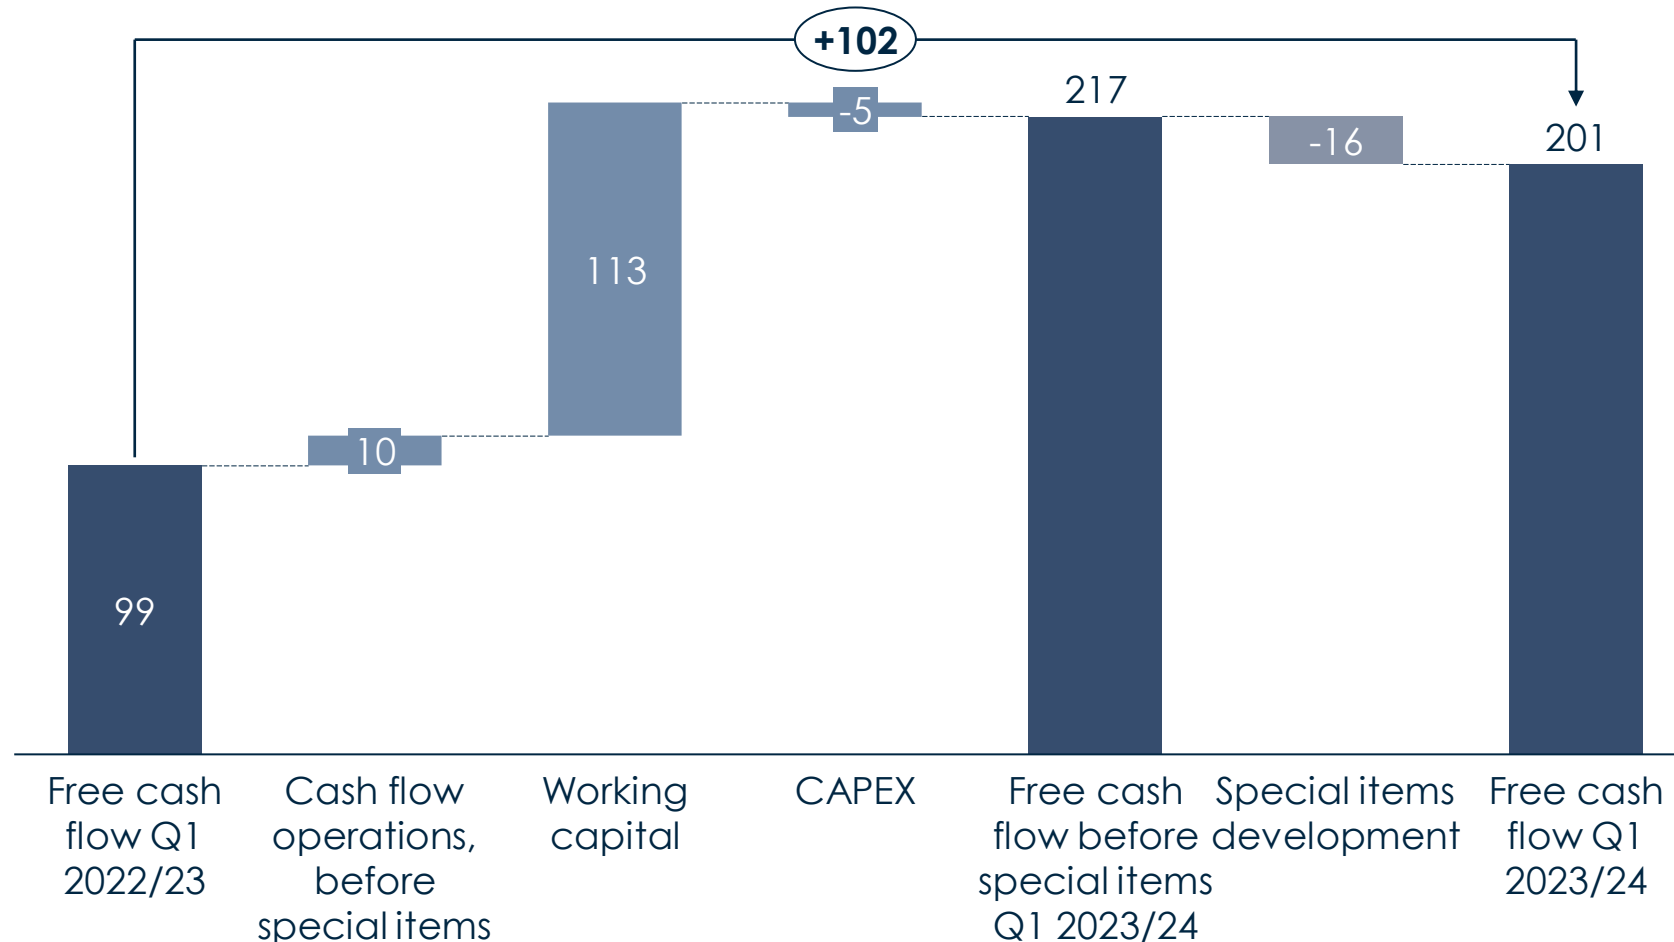 +102
217
-5
-16
201
113
10
99
Free cash
flow Q1
2022/23
Cash flow
operations,
before
special items
Working
capital
CAPEX
Free cash
flow before
special items
Q1 2023/24
Special items
development
Free cash
flow Q1
2023/24